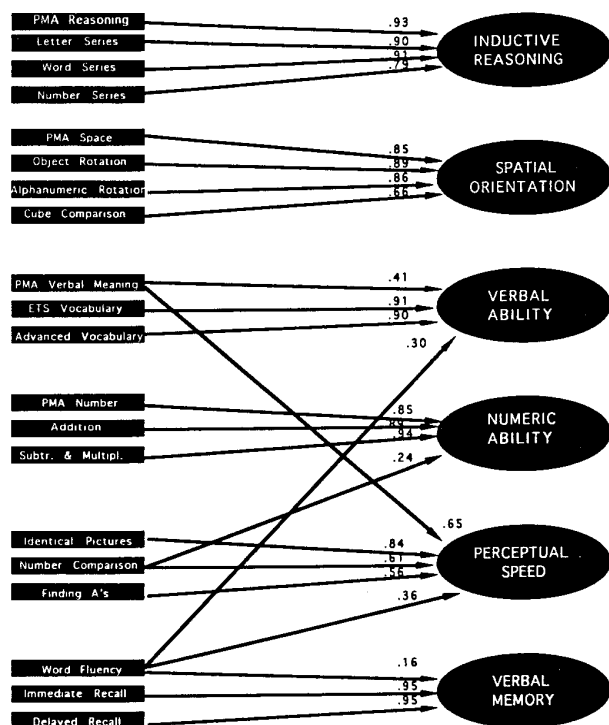 PMA Reasoning
.93
Letter Series
.90
Word Series
.91
Number Series
.79
INDUCTIVE
REASONING
PMA Space
.85
Object Rotation
.89
Alphanumeric Rotation
.86
Cube Comparison
.66
SPATIAL
ORIENTATION
PMA Verbal Meaning
.41
ETS Vocabulary
.91
Advanced Vocabulary
.90
.30
VERBAL
ABILITY
PMA Number
.85
Addition
.89
Subtr. & Multipl.
.94
.24
NUMERIC
ABILITY
.65
Identical Pictures
.84
Number Comparison
.61
Finding A's
.56
.36
PERCEPTUAL
SPEED
Word Fluency
.16
Immediate Recall
.95
Delayed Recall
.95
VERBAL
MEMORY